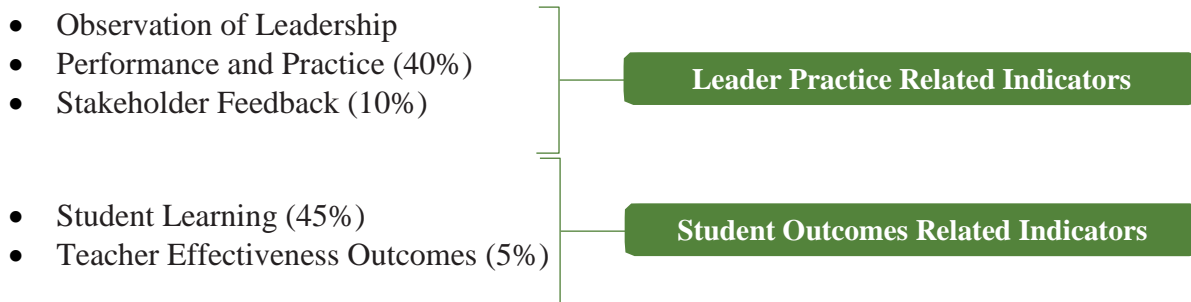 • Observation of Leadership
• Performance and Practice (40%)
• Stakeholder Feedback (10%)
Leader Practice Related Indicators
• Student Learning (45%)
• Teacher Effectiveness Outcomes (5%)
Student Outcomes Related Indicators